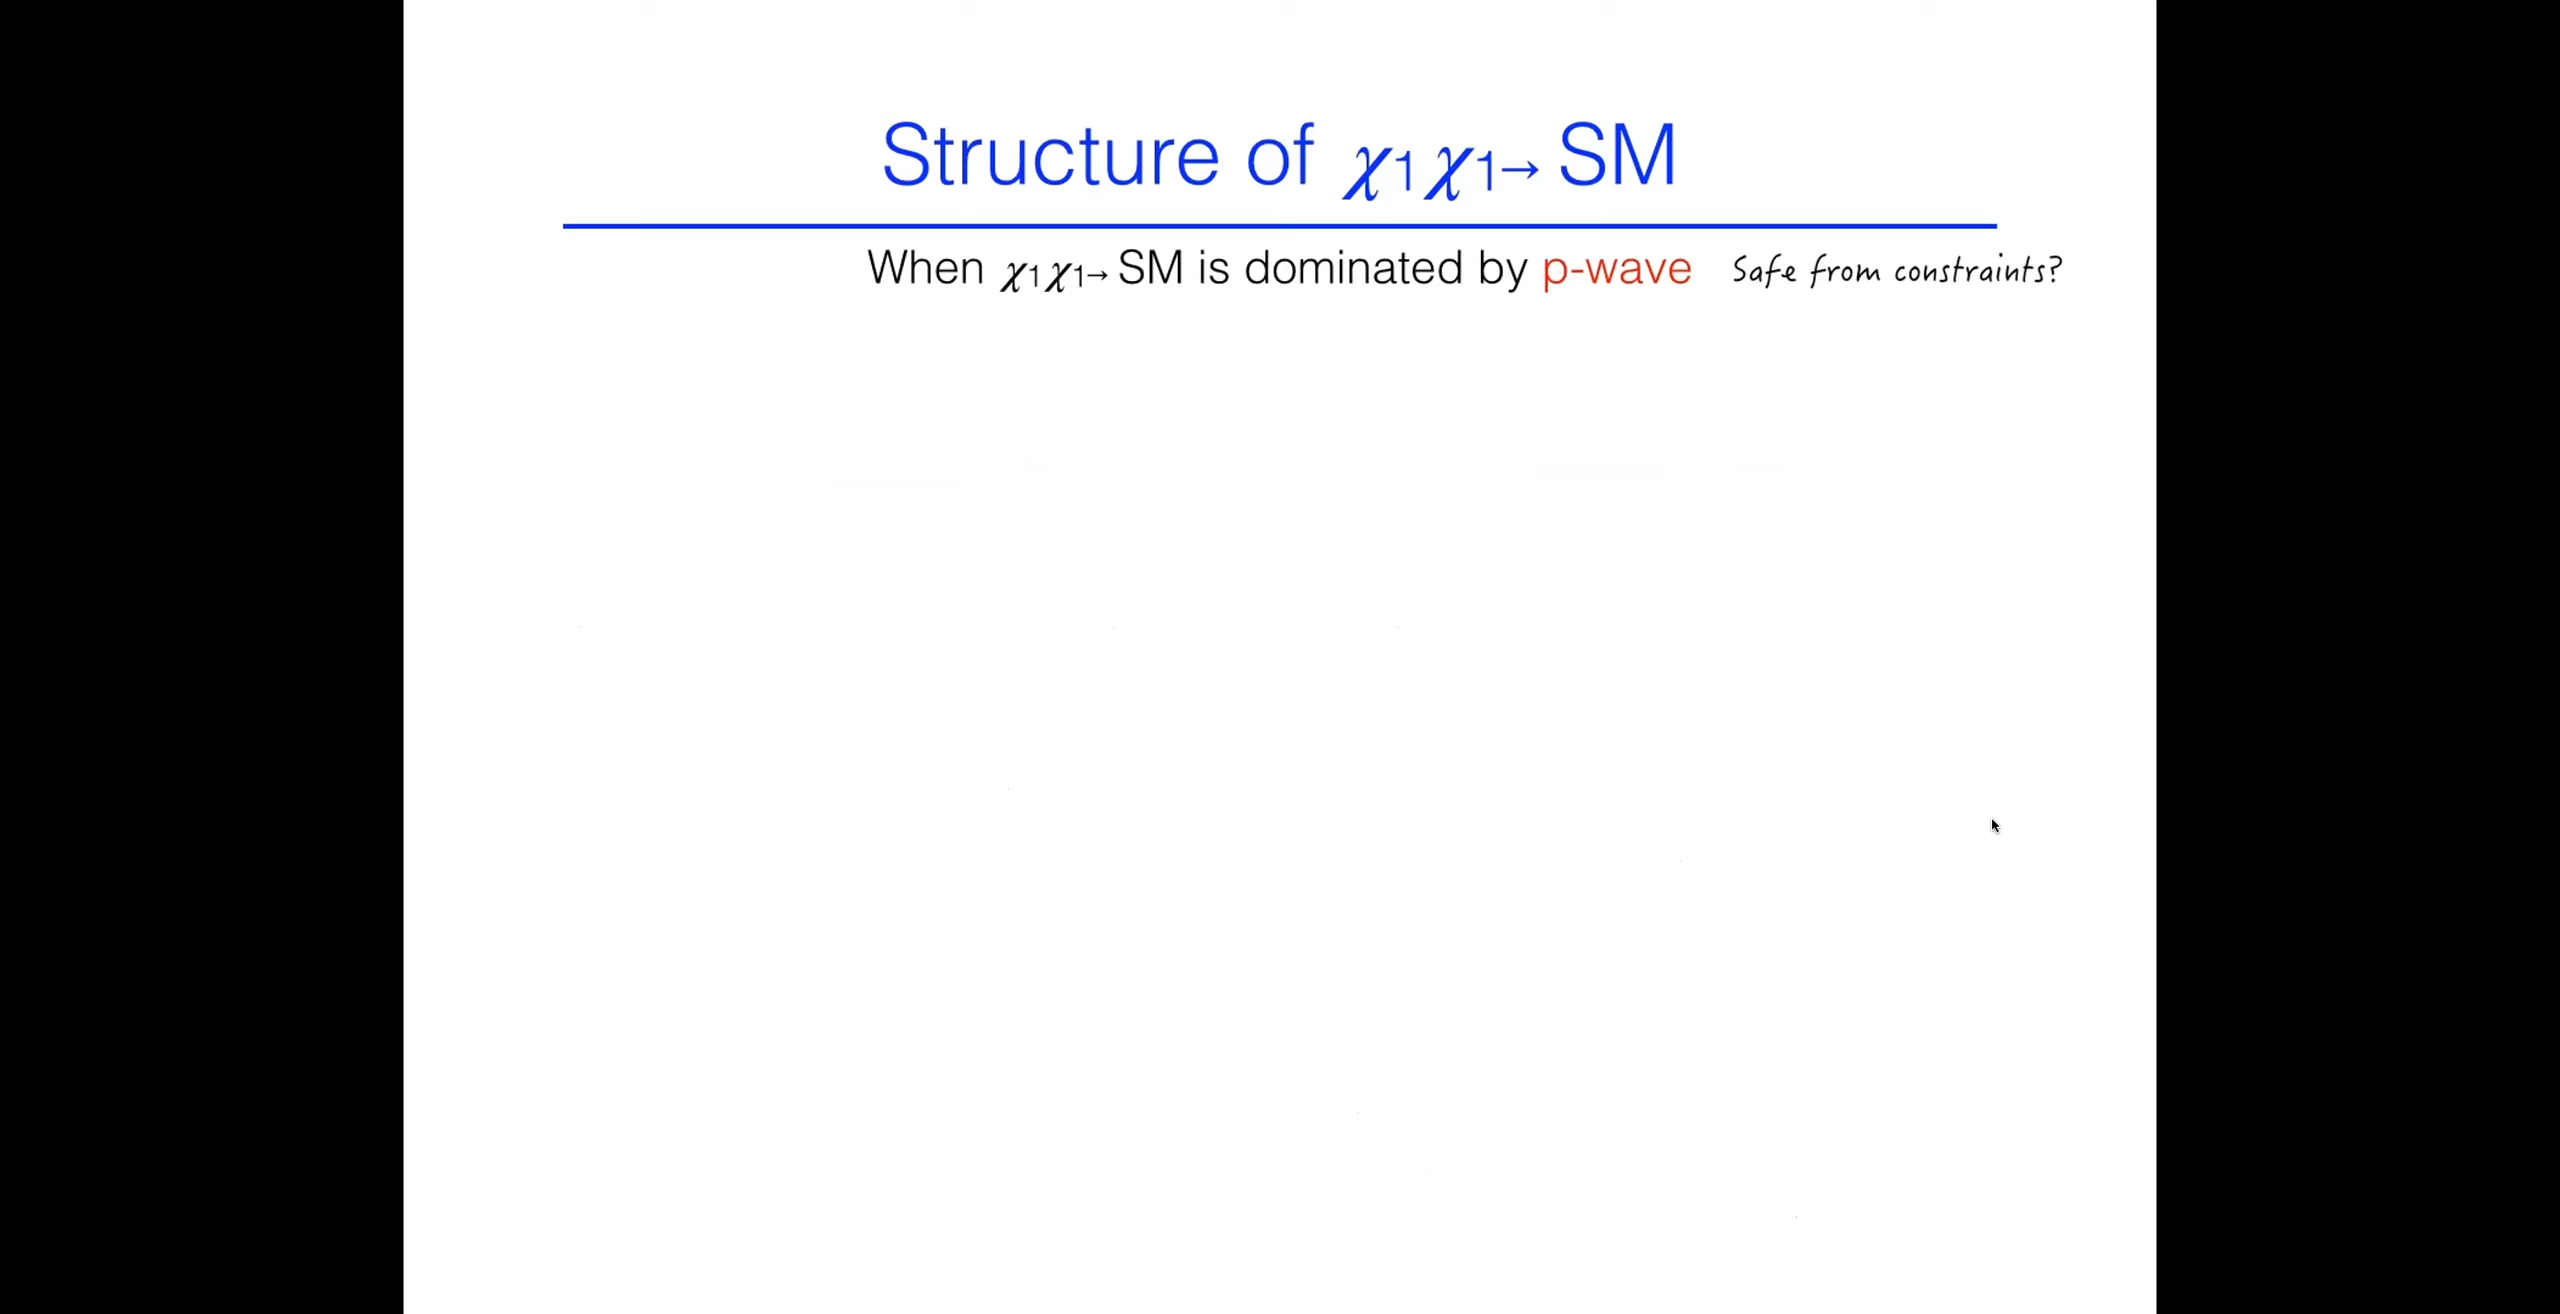 Structure of χ1χ1→ SM
When χ1χ1→ SM is dominated by p-wave Safe from constraints?